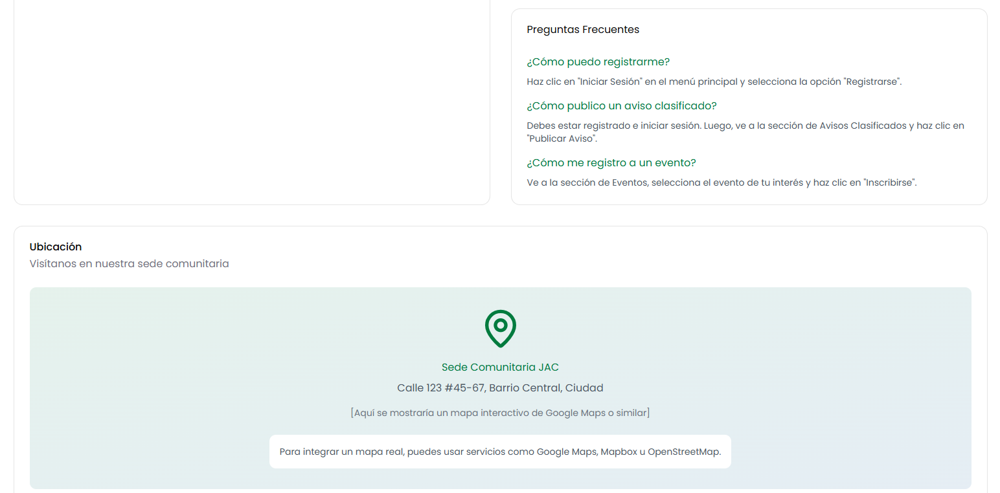 Preguntas Frecuentes
¿Cómo puedo registrarme?
Haz clic en "Iniciar Sesión" en el menú principal y selecciona la opción "Registrarse".
¿Cómo publico un aviso clasificado?
Debes estar registrado e iniciar sesión. Luego, ve a la sección de Avisos Clasificados y haz clic en
"Publicar Aviso".
¿Cómo me registro a un evento?
Ve a la sección de Eventos, selecciona el evento de tu interés y haz clic en "Inscribirse".
Ubicación
Visítanos en nuestra sede comunitaria
Sede Comunitaria JAC
Calle 123 #45-67, Barrio Central, Ciudad
[Aquí se mostraría un mapa interactivo de Google Maps o similar]
Para integrar un mapa real, puedes usar servicios como Google Maps, Mapbox u OpenStreetMap.